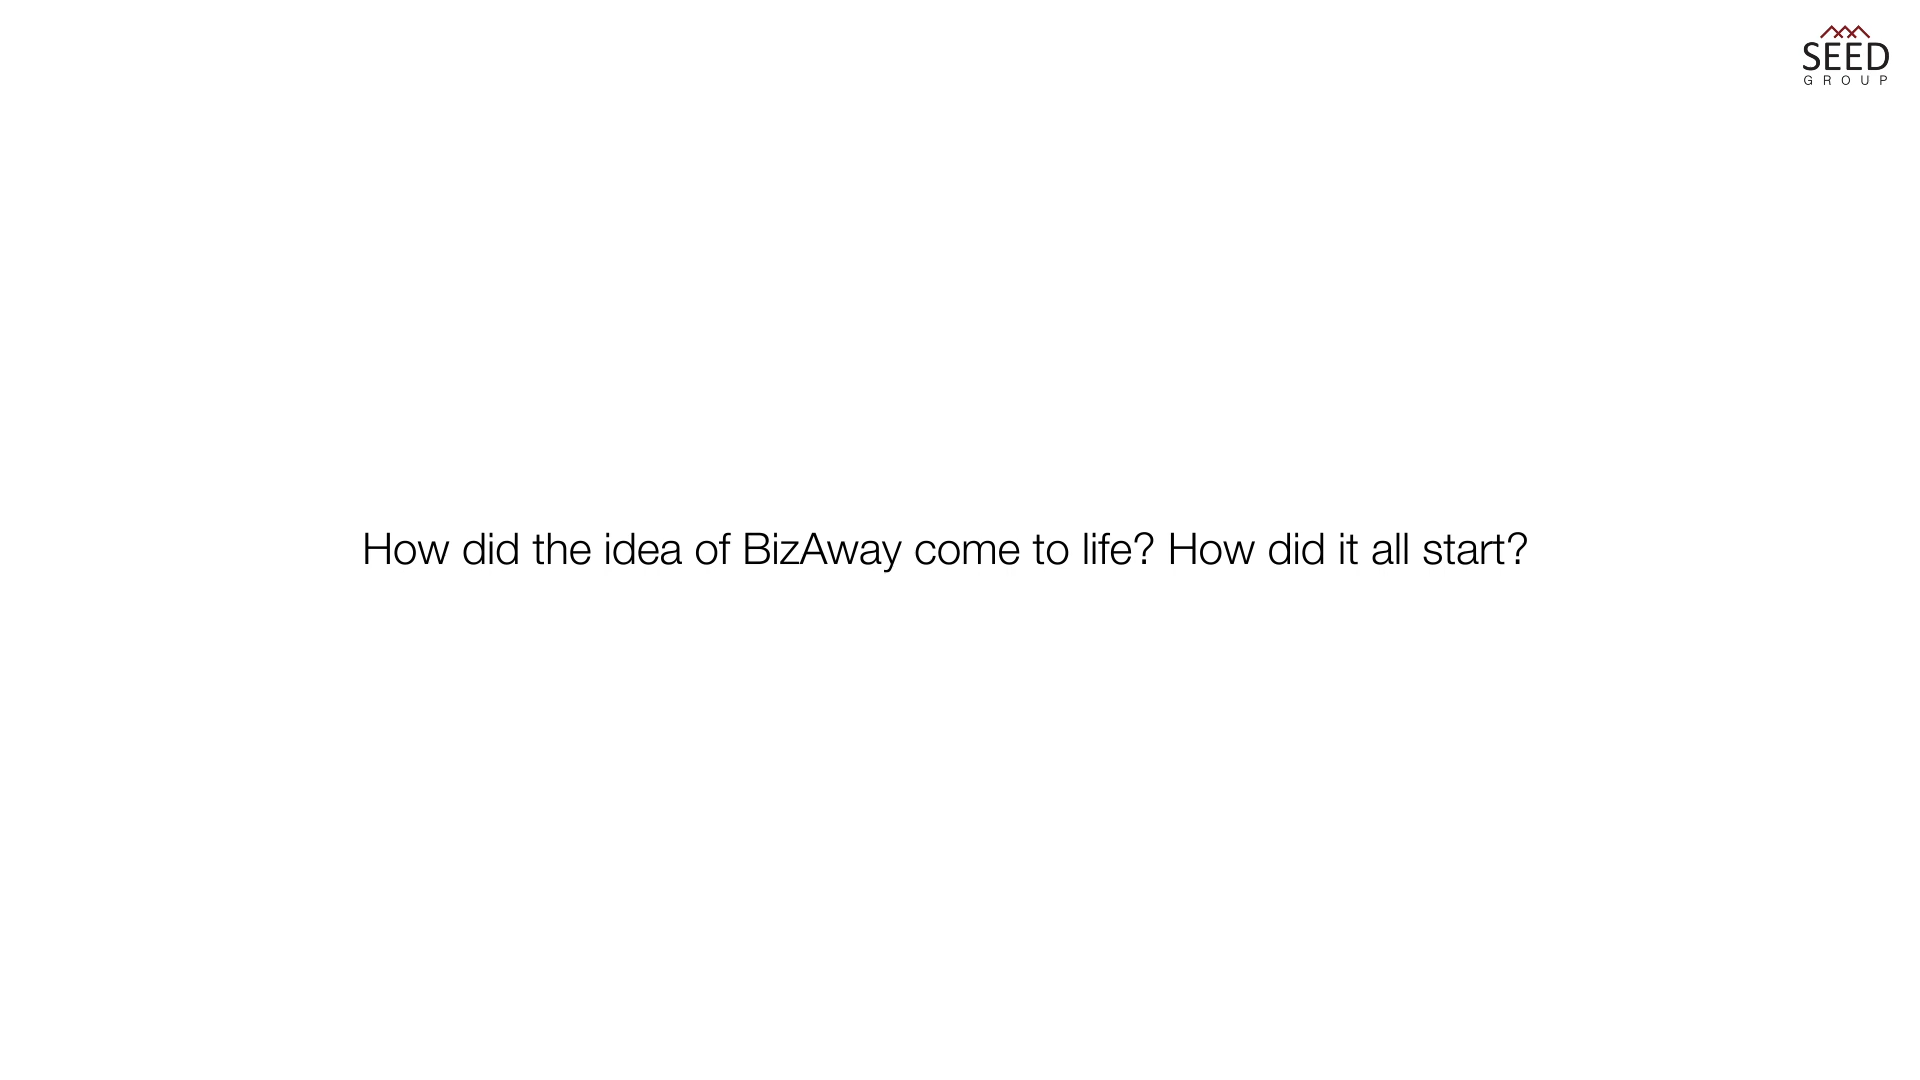 SEED
GROUP
How did the idea of BizAway come to life? How did it all start?